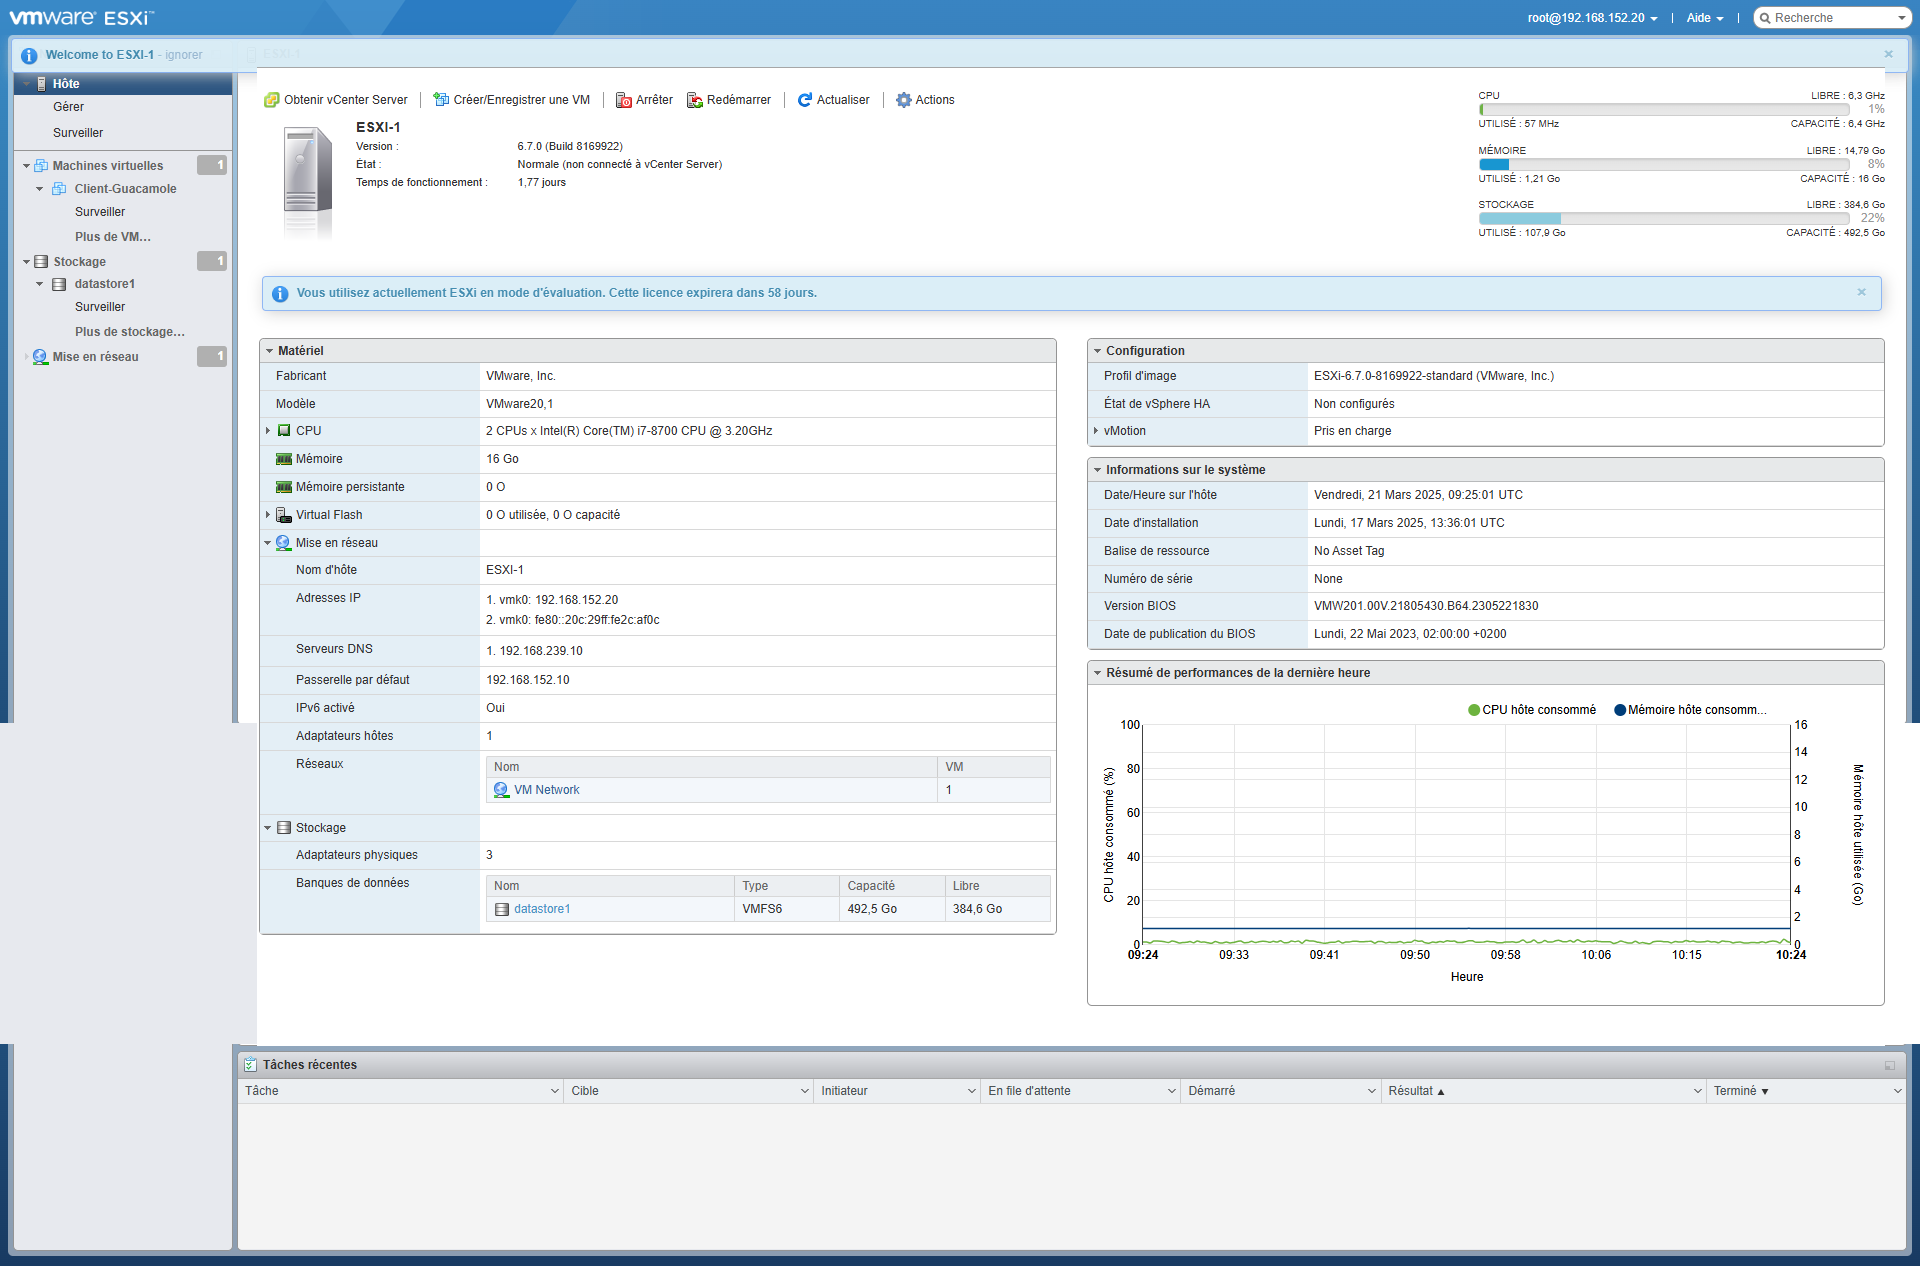 vmware ESXi™
root@192.168.152.20
Aide
Recherche
Welcome to ESXI-1 - ignorer
ESXI-1
Hôte
Gérer
Surveiller
Machines virtuelles 1
Client-Guacamole
Surveiller
Plus de VM...
Stockage 1
datastore1
Surveiller
Plus de stockage...
Mise en réseau 1
Obtenir vCenter Server
Créer/Enregistrer une VM
Arrêter
Redémarrer
Actualiser
Actions
ESXI-1
Version : 6.7.0 (Build 8169922)
État : Normale (non connecté à vCenter Server)
Temps de fonctionnement : 1,77 jours
CPU LIBRE : 6,3 GHz
1%
UTILISÉ : 57 MHz CAPACITÉ : 6,4 GHz
MÉMOIRE LIBRE : 14,79 Go
8%
UTILISÉ : 1,21 Go CAPACITÉ : 16 Go
STOCKAGE LIBRE : 384,6 Go
22%
UTILISÉ : 107,9 Go CAPACITÉ : 492,5 Go
Vous utilisez actuellement ESXi en mode d'évaluation. Cette licence expirera dans 58 jours.
Matériel
Fabricant VMware, Inc.
Modèle VMware20,1
CPU 2 CPUs x Intel(R) Core(TM) i7-8700 CPU @ 3.20GHz
Mémoire 16 Go
Mémoire persistante 0 O
Virtual Flash 0 O utilisée, 0 O capacité
Mise en réseau
Nom d'hôte ESXI-1
Adresses IP 1. vmk0: 192.168.152.20
2. vmk0: fe80::20c:29ff:fe2c:af0c
Serveurs DNS 1. 192.168.239.10
Passerelle par défaut 192.168.152.10
IPv6 activé Oui
Adaptateurs hôtes 1
Réseaux Nom VM
VM Network 1
Stockage
Adaptateurs physiques 3
Banques de données Nom Type Capacité Libre
datastore1 VMFS6 492,5 Go 384,6 Go
Configuration
Profil d'image ESXi-6.7.0-8169922-standard (VMware, Inc.)
État de vSphere HA Non configurés
vMotion Pris en charge
Informations sur le système
Date/Heure sur l'hôte Vendredi, 21 Mars 2025, 09:25:01 UTC
Date d'installation Lundi, 17 Mars 2025, 13:36:01 UTC
Balise de ressource No Asset Tag
Numéro de série None
Version BIOS VMW201.00V.21805430.B64.2305221830
Date de publication du BIOS Lundi, 22 Mai 2023, 02:00:00 +0200
Résumé de performances de la dernière heure
CPU hôte consommé Mémoire hôte consomm...
CPU hôte consommé (%)
100
80
60
40
20
0
16
14
12
10
8
6
4
2
0
Mémoire hôte utilisée (Go)
09:24 09:33 09:41 09:50 09:58 10:06 10:15 10:24
Heure
Tâches récentes
Tâche Cible Initiateur En file d'attente Démarré Résultat ▲ Terminé ▼